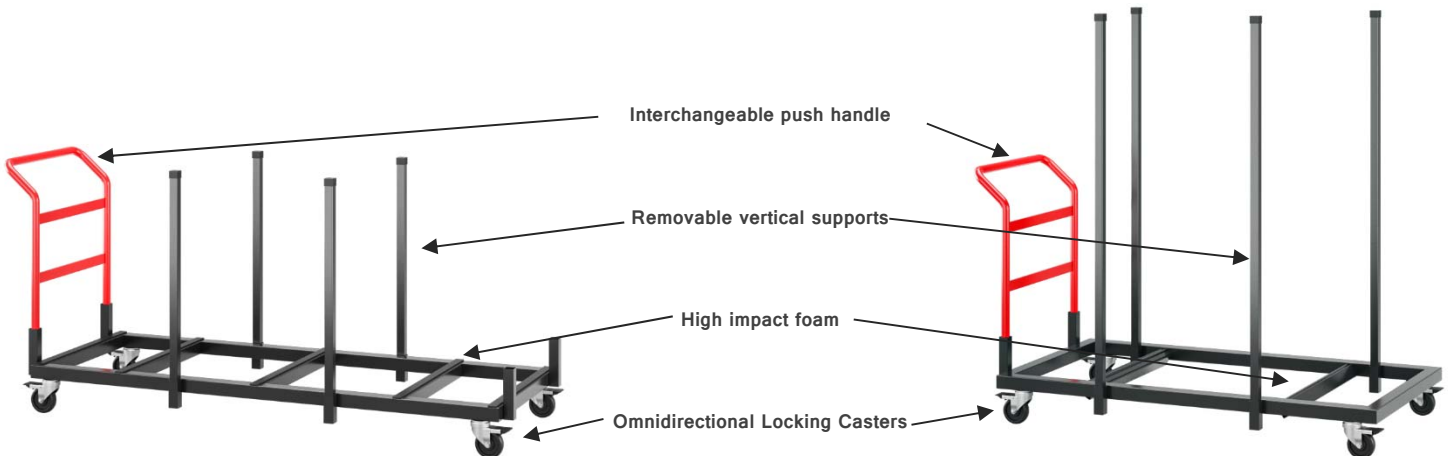 Interchangeable push handle
Removable vertical supports
High impact foam
Omnidirectional Locking Casters